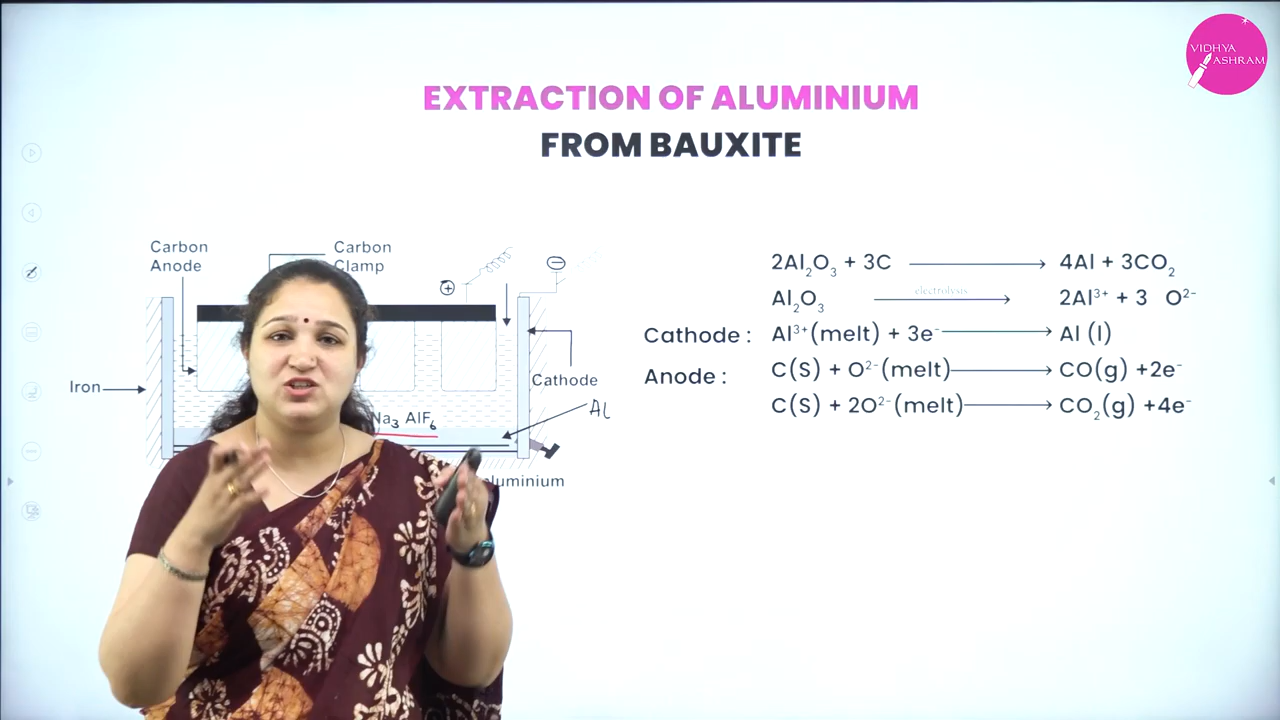 VIDHYA
ASHRAM
EXTRACTION OF ALUMINIUM
FROM BAUXITE
Carbon
Anode
Carbon
Clamp
Iron
Cathode
Al
Na₃ AlF₆
aluminium
2Al₂O₃ + 3C ⟶ 4Al + 3CO₂
Al₂O₃ electrolysis ⟶ 2Al³⁺ + 3 O²⁻
Cathode : Al³⁺(melt) + 3e⁻ ⟶ Al (l)
Anode : C(S) + O²⁻(melt) ⟶ CO(g) +2e⁻
C(S) + 2O²⁻(melt) ⟶ CO₂(g) +4e⁻